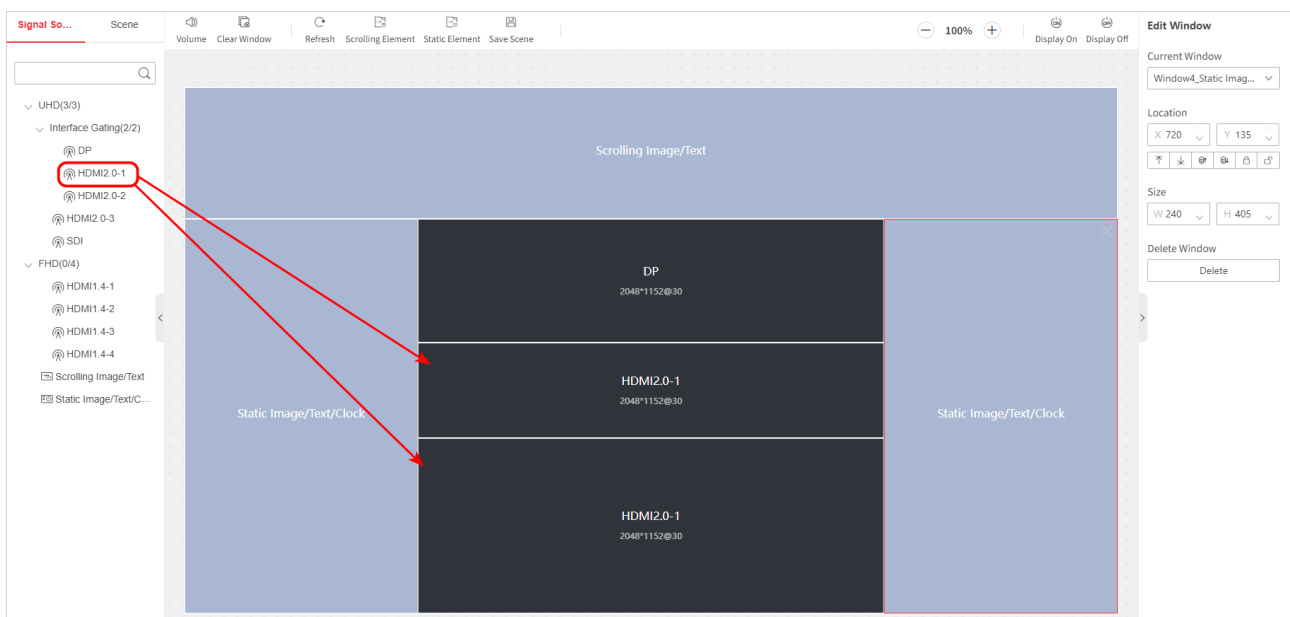 Signal So...
Scene
Volume
Clear Window
Refresh
Scrolling Element
Static Element
Save Scene
100%
Display On
Display Off
UHD(3/3)
Interface Gating(2/2)
DP
HDMI2.0-1
HDMI2.0-2
HDMI2.0-3
SDI
FHD(0/4)
HDMI1.4-1
HDMI1.4-2
HDMI1.4-3
HDMI1.4-4
Scrolling Image/Text
Static Image/Text/C...
Scrolling Image/Text
Static Image/Text/Clock
DP
2048*1152@30
HDMI2.0-1
2048*1152@30
HDMI2.0-1
2048*1152@30
Static Image/Text/Clock
Edit Window
Current Window
Window4_Static Imag...
Location
X 720
Y 135
Size
W 240
H 405
Delete Window
Delete